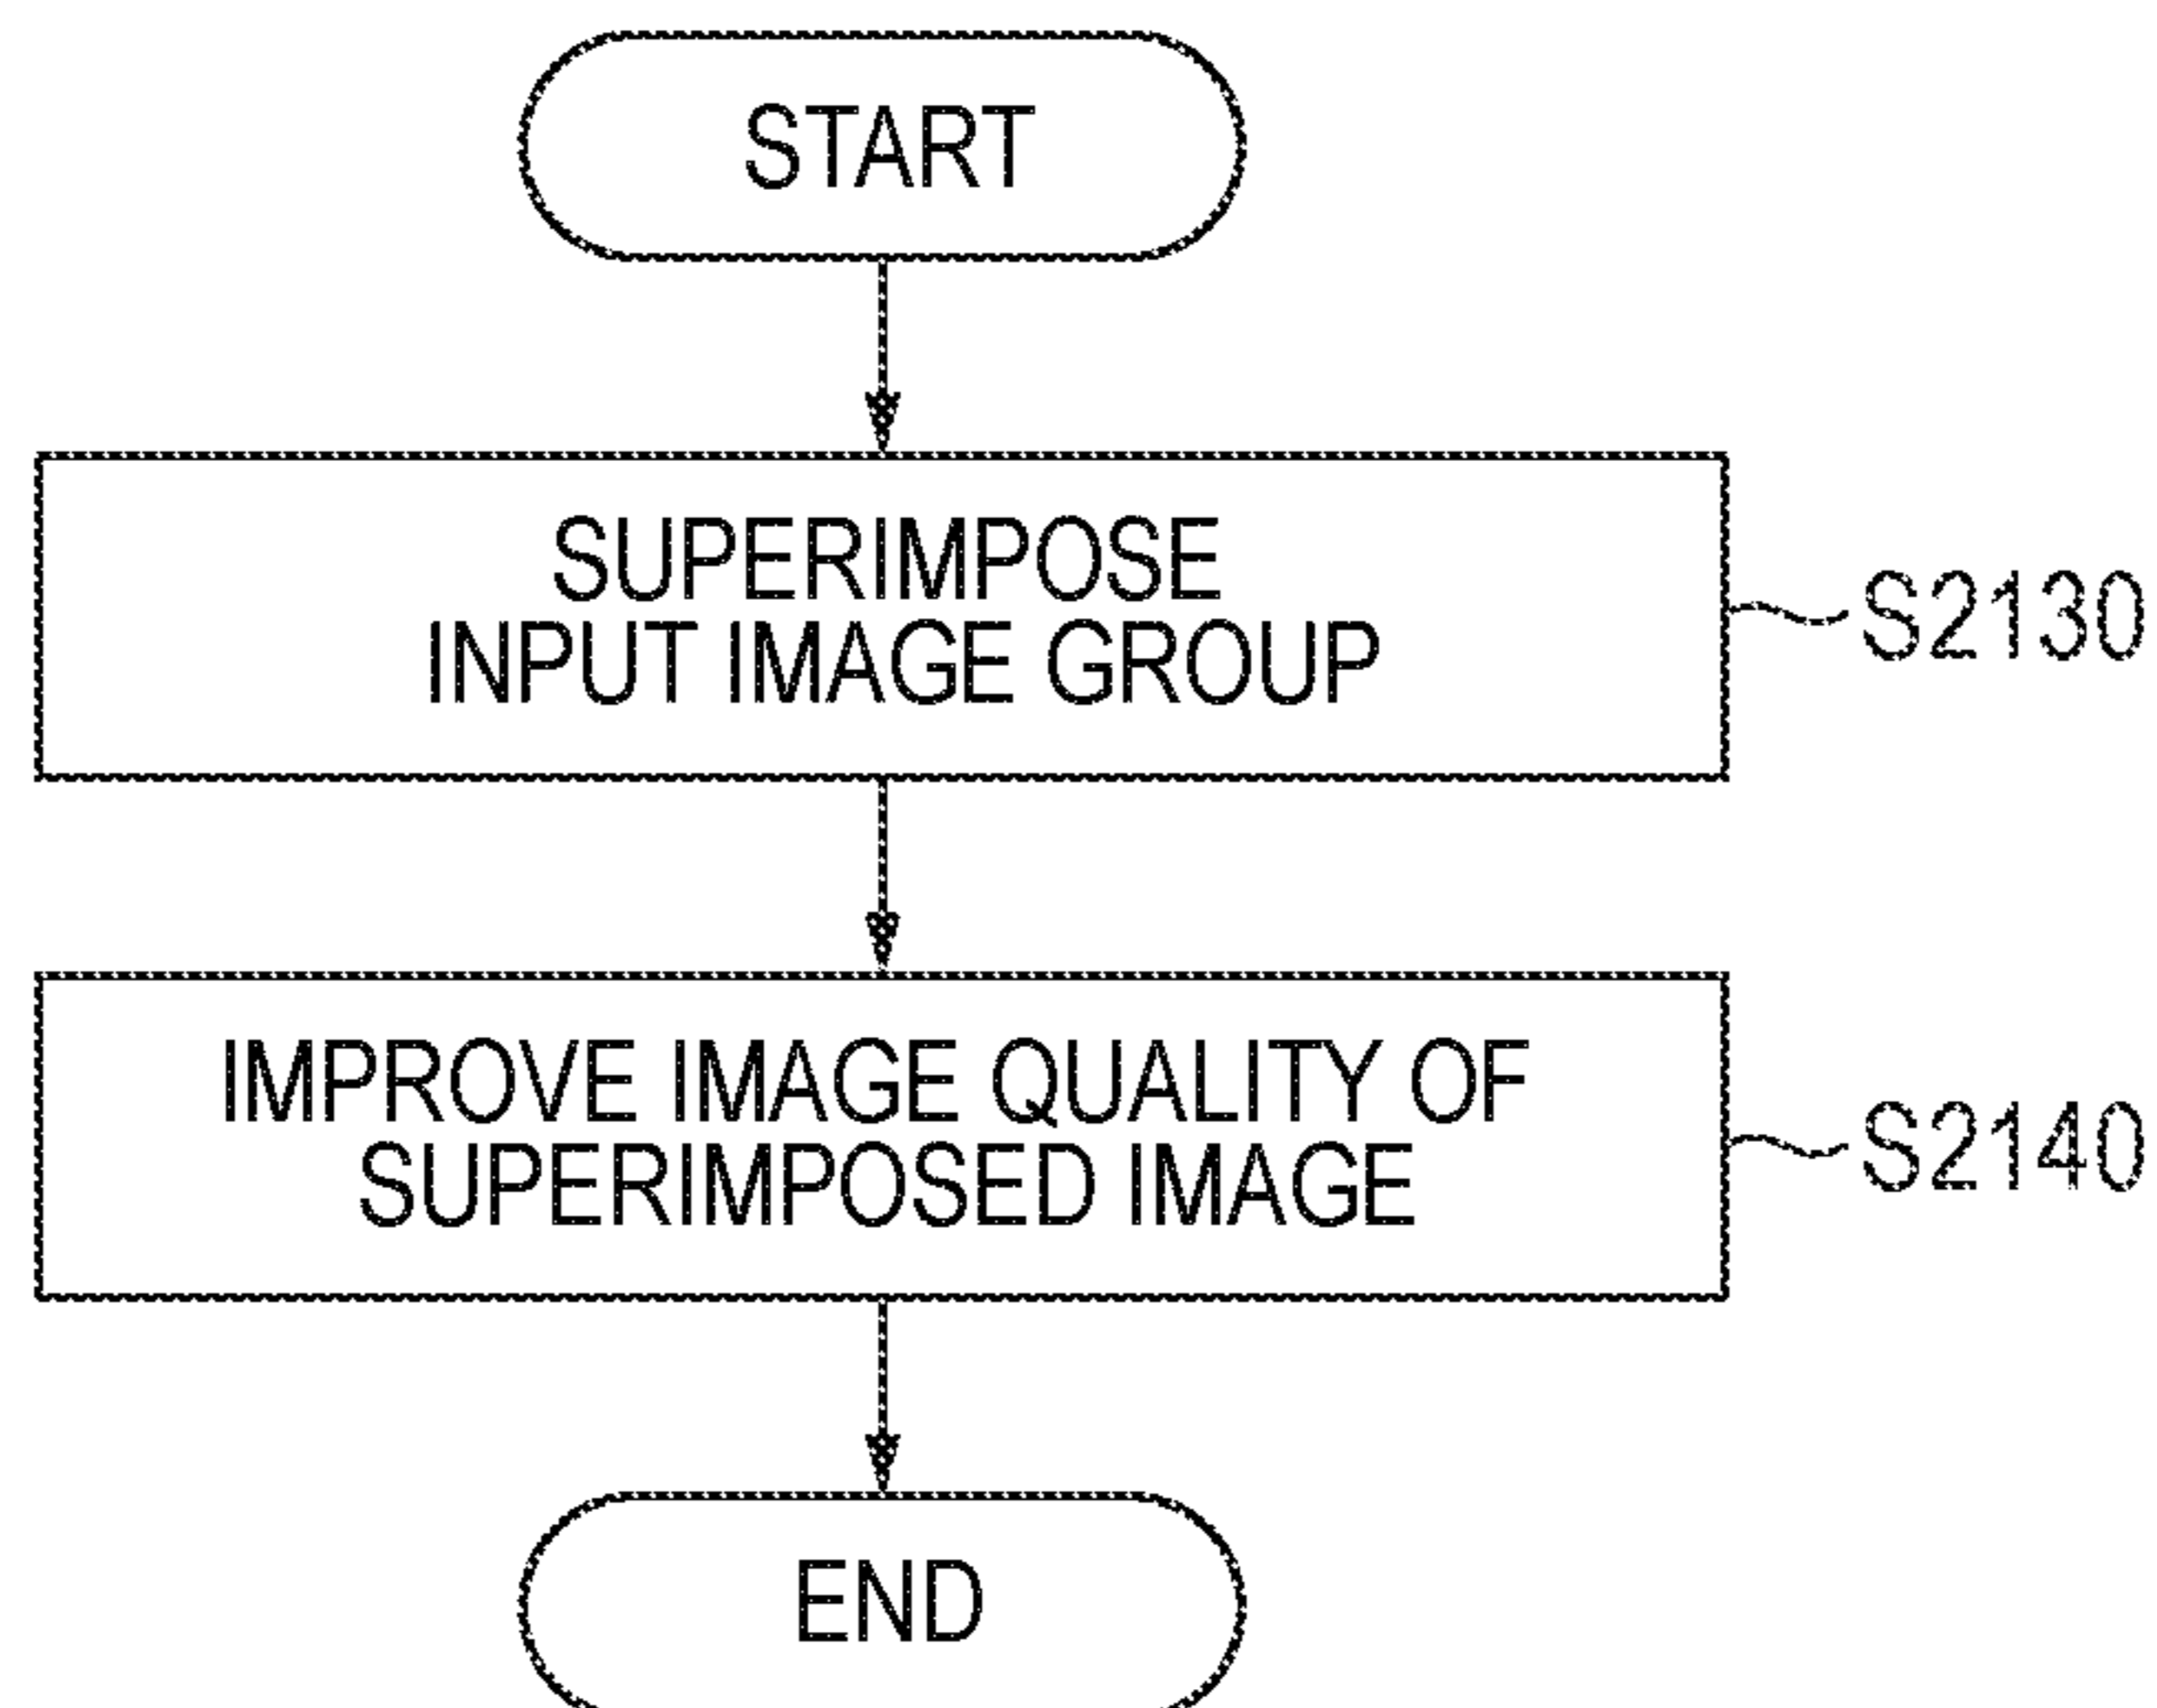 START
SUPERIMPOSE
INPUT IMAGE GROUP
S2130
IMPROVE IMAGE QUALITY OF
SUPERIMPOSED IMAGE
S2140
END